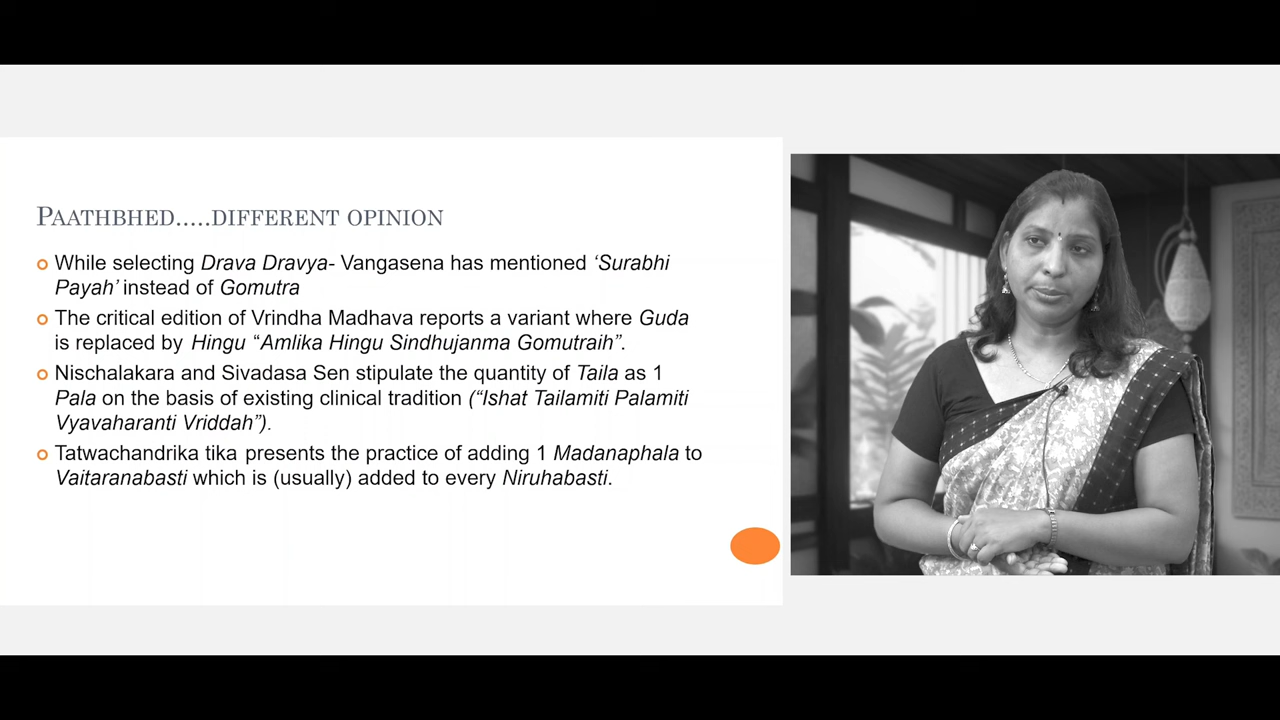 PAATHBHED.....DIFFERENT OPINION
While selecting Drava Dravya- Vangasena has mentioned ‘Surabhi
Payah’ instead of Gomutra
The critical edition of Vrindha Madhava reports a variant where Guda
is replaced by Hingu “Amlika Hingu Sindhujanma Gomutraih”.
Nischalakara and Sivadasa Sen stipulate the quantity of Taila as 1
Pala on the basis of existing clinical tradition (“Ishat Tailamiti Palamiti
Vyavaharanti Vriddah”).
Tatwachandrika tika presents the practice of adding 1 Madanaphala to
Vaitaranabasti which is (usually) added to every Niruhabasti.